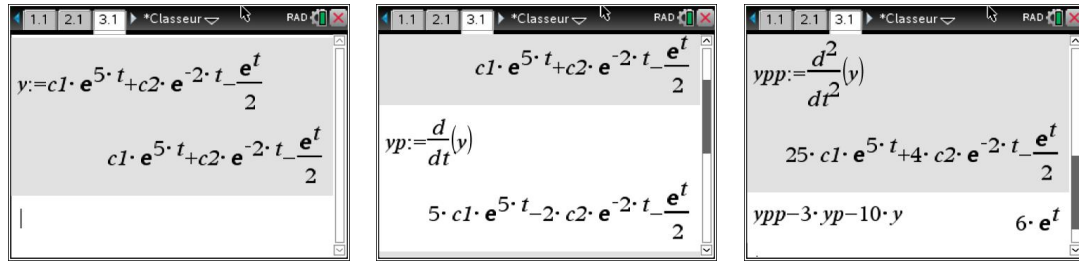 1.1 2.1 3.1 *Classeur RAD
y:=c1· e^(5· t)+c2· e^(-2· t)-e^t/2
c1· e^(5· t)+c2· e^(-2· t)-e^t/2
1.1 2.1 3.1 *Classeur RAD
c1· e^(5· t)+c2· e^(-2· t)-e^t/2
yp:=d/dt(y)
5· c1· e^(5· t)-2· c2· e^(-2· t)-e^t/2
1.1 2.1 3.1 *Classeur RAD
ypp:=d²/dt²(y)
25· c1· e^(5· t)+4· c2· e^(-2· t)-e^t/2
ypp-3· yp-10· y 6· e^t